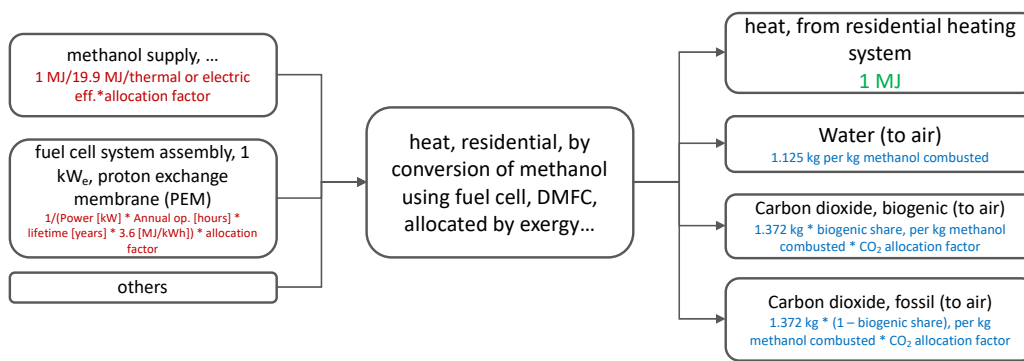 methanol supply, ...
1 MJ/19.9 MJ/thermal or electric
eff.*allocation factor
fuel cell system assembly, 1
kWe, proton exchange
membrane (PEM)
1/(Power [kW] * Annual op. [hours] *
lifetime [years] * 3.6 [MJ/kWh]) * allocation
factor
others
heat, residential, by
conversion of methanol
using fuel cell, DMFC,
allocated by exergy...
heat, from residential heating
system
1 MJ
Water (to air)
1.125 kg per kg methanol combusted
Carbon dioxide, biogenic (to air)
1.372 kg * biogenic share, per kg methanol
combusted * CO₂ allocation factor
Carbon dioxide, fossil (to air)
1.372 kg * (1 – biogenic share), per kg
methanol combusted * CO₂ allocation factor